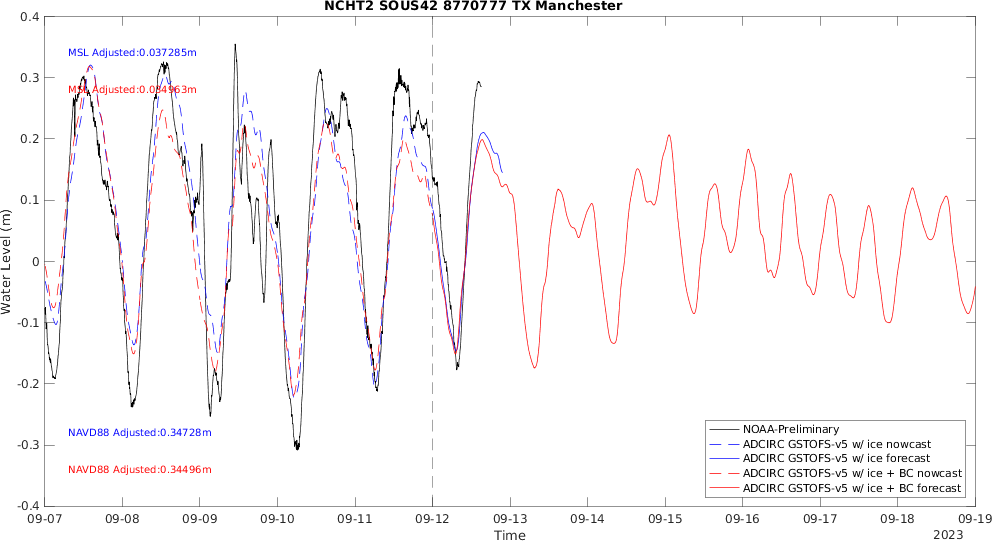 NCHT2 SOUS42 8770777 TX Manchester
0.4
0.3
0.2
0.1
0
-0.1
-0.2
-0.3
-0.4
Water Level (m)
MSL Adjusted:0.037285m
MSL Adjusted:0.034963m
NAVD88 Adjusted:0.34728m
NAVD88 Adjusted:0.34496m
NOAA-Preliminary
ADCIRC GSTOFS-v5 w/ ice nowcast
ADCIRC GSTOFS-v5 w/ ice forecast
ADCIRC GSTOFS-v5 w/ ice + BC nowcast
ADCIRC GSTOFS-v5 w/ ice + BC forecast
09-07 09-08 09-09 09-10 09-11 09-12 09-13 09-14 09-15 09-16 09-17 09-18 09-19
Time
2023